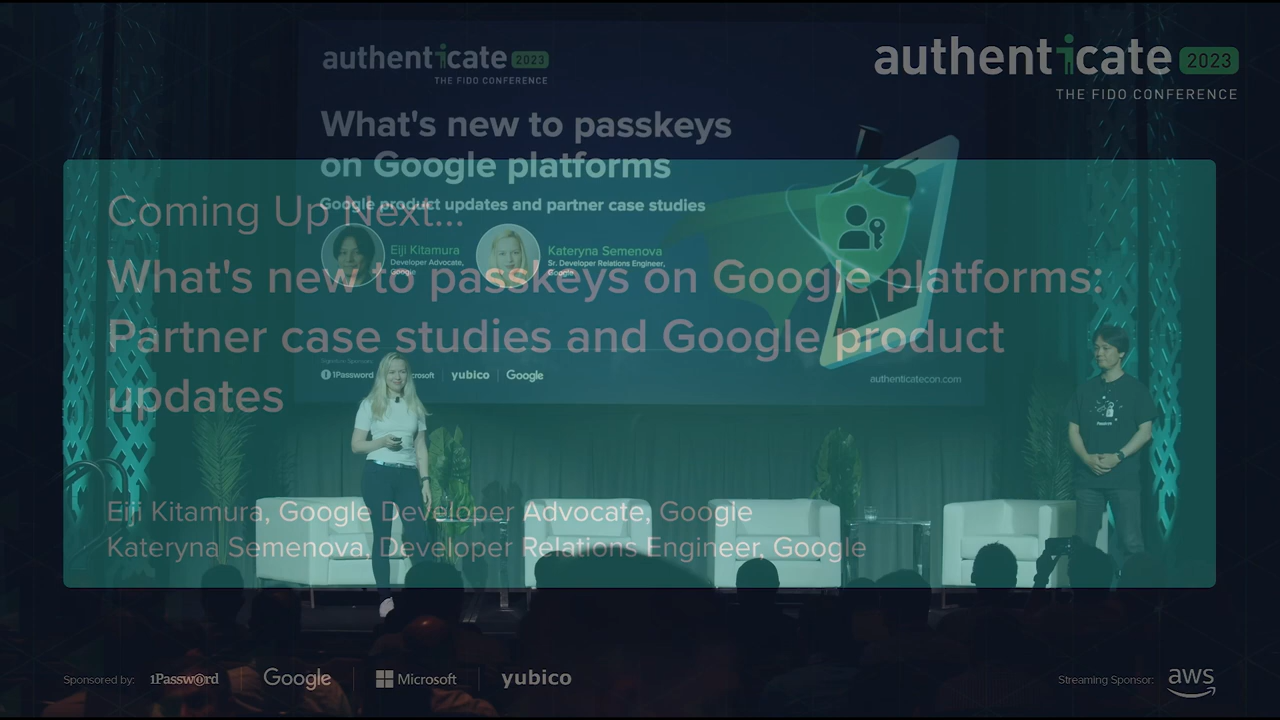 authenticate 2023
THE FIDO CONFERENCE
authenticate 2023
THE FIDO CONFERENCE
What's new to passkeys
on Google platforms
Google product updates and partner case studies
Eiji Kitamura
Developer Advocate,
Google
Kateryna Semenova
Sr. Developer Relations Engineer,
Google
1Password
yubico
Google
authenticatecon.com
Coming Up Next...
What's new to passkeys on Google platforms:
Partner case studies and Google product
updates
Eiji Kitamura, Google Developer Advocate, Google
Kateryna Semenova, Developer Relations Engineer, Google
Sponsored by: 1Password Google Microsoft yubico
Streaming Sponsor: aws